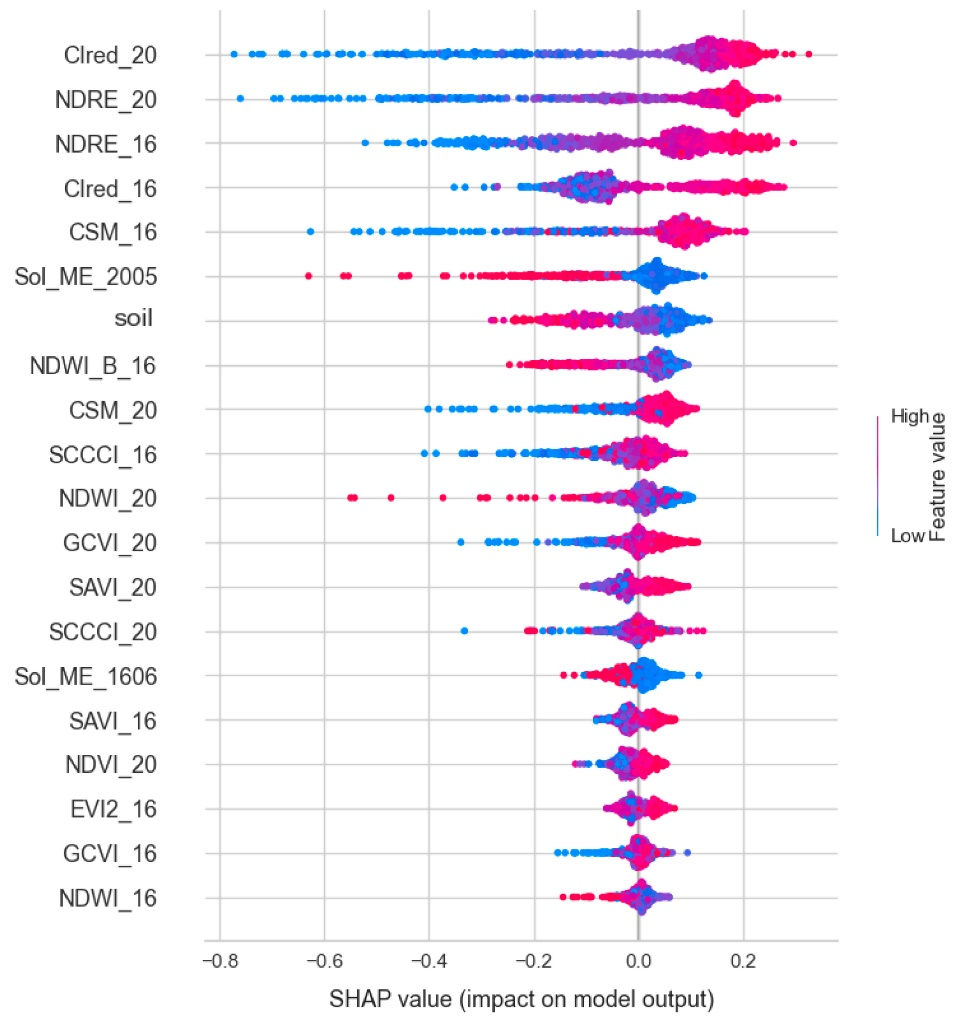 Clred_20
NDRE_20
NDRE_16
Clred_16
CSM_16
Sol_ME_2005
soil
NDWI_B_16
CSM_20
SCCCI_16
NDWI_20
GCVI_20
SAVI_20
SCCCI_20
Sol_ME_1606
SAVI_16
NDVI_20
EVI2_16
GCVI_16
NDWI_16
−0.8 −0.6 −0.4 −0.2 0.0 0.2
SHAP value (impact on model output)
High
Low
Feature value